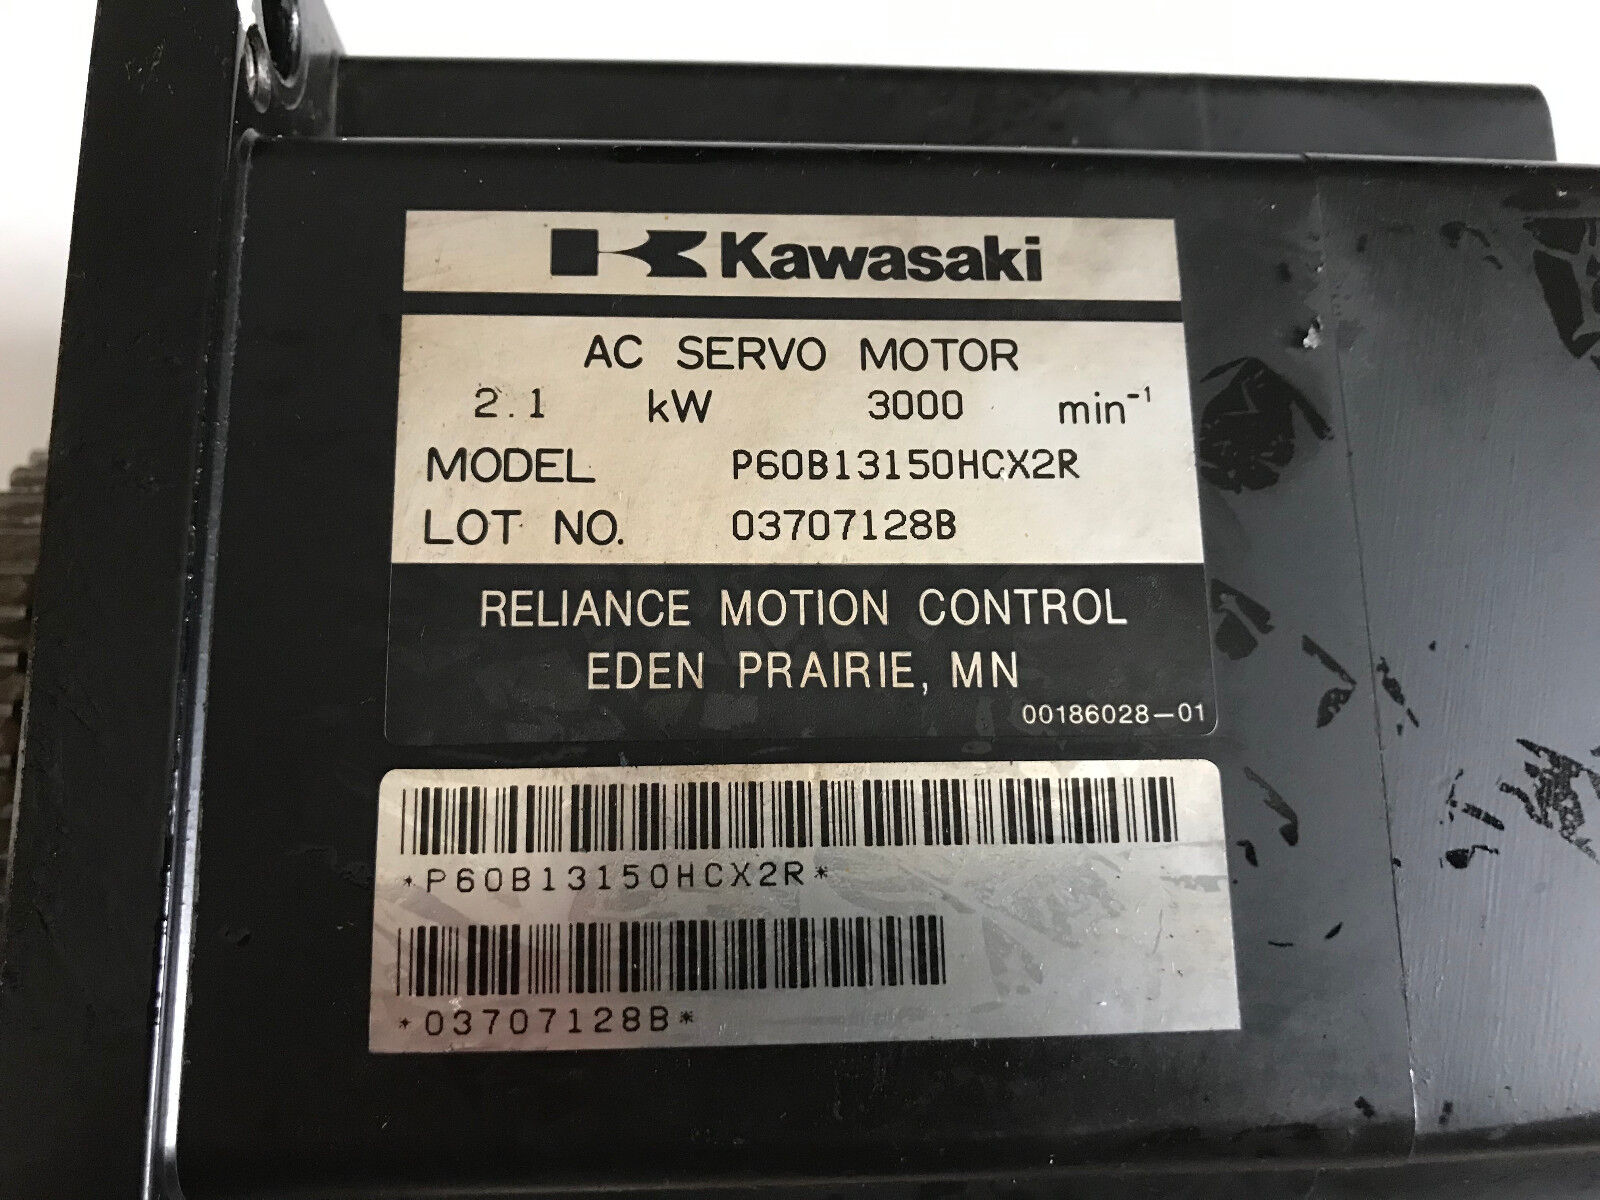 Kawasaki
AC SERVO MOTOR
2.1 kW 3000 min⁻¹
MODEL P60B13150HCX2R
LOT NO. 03707128B
RELIANCE MOTION CONTROL
EDEN PRAIRIE, MN
00186028-01
*P60B13150HCX2R*
*03707128B*